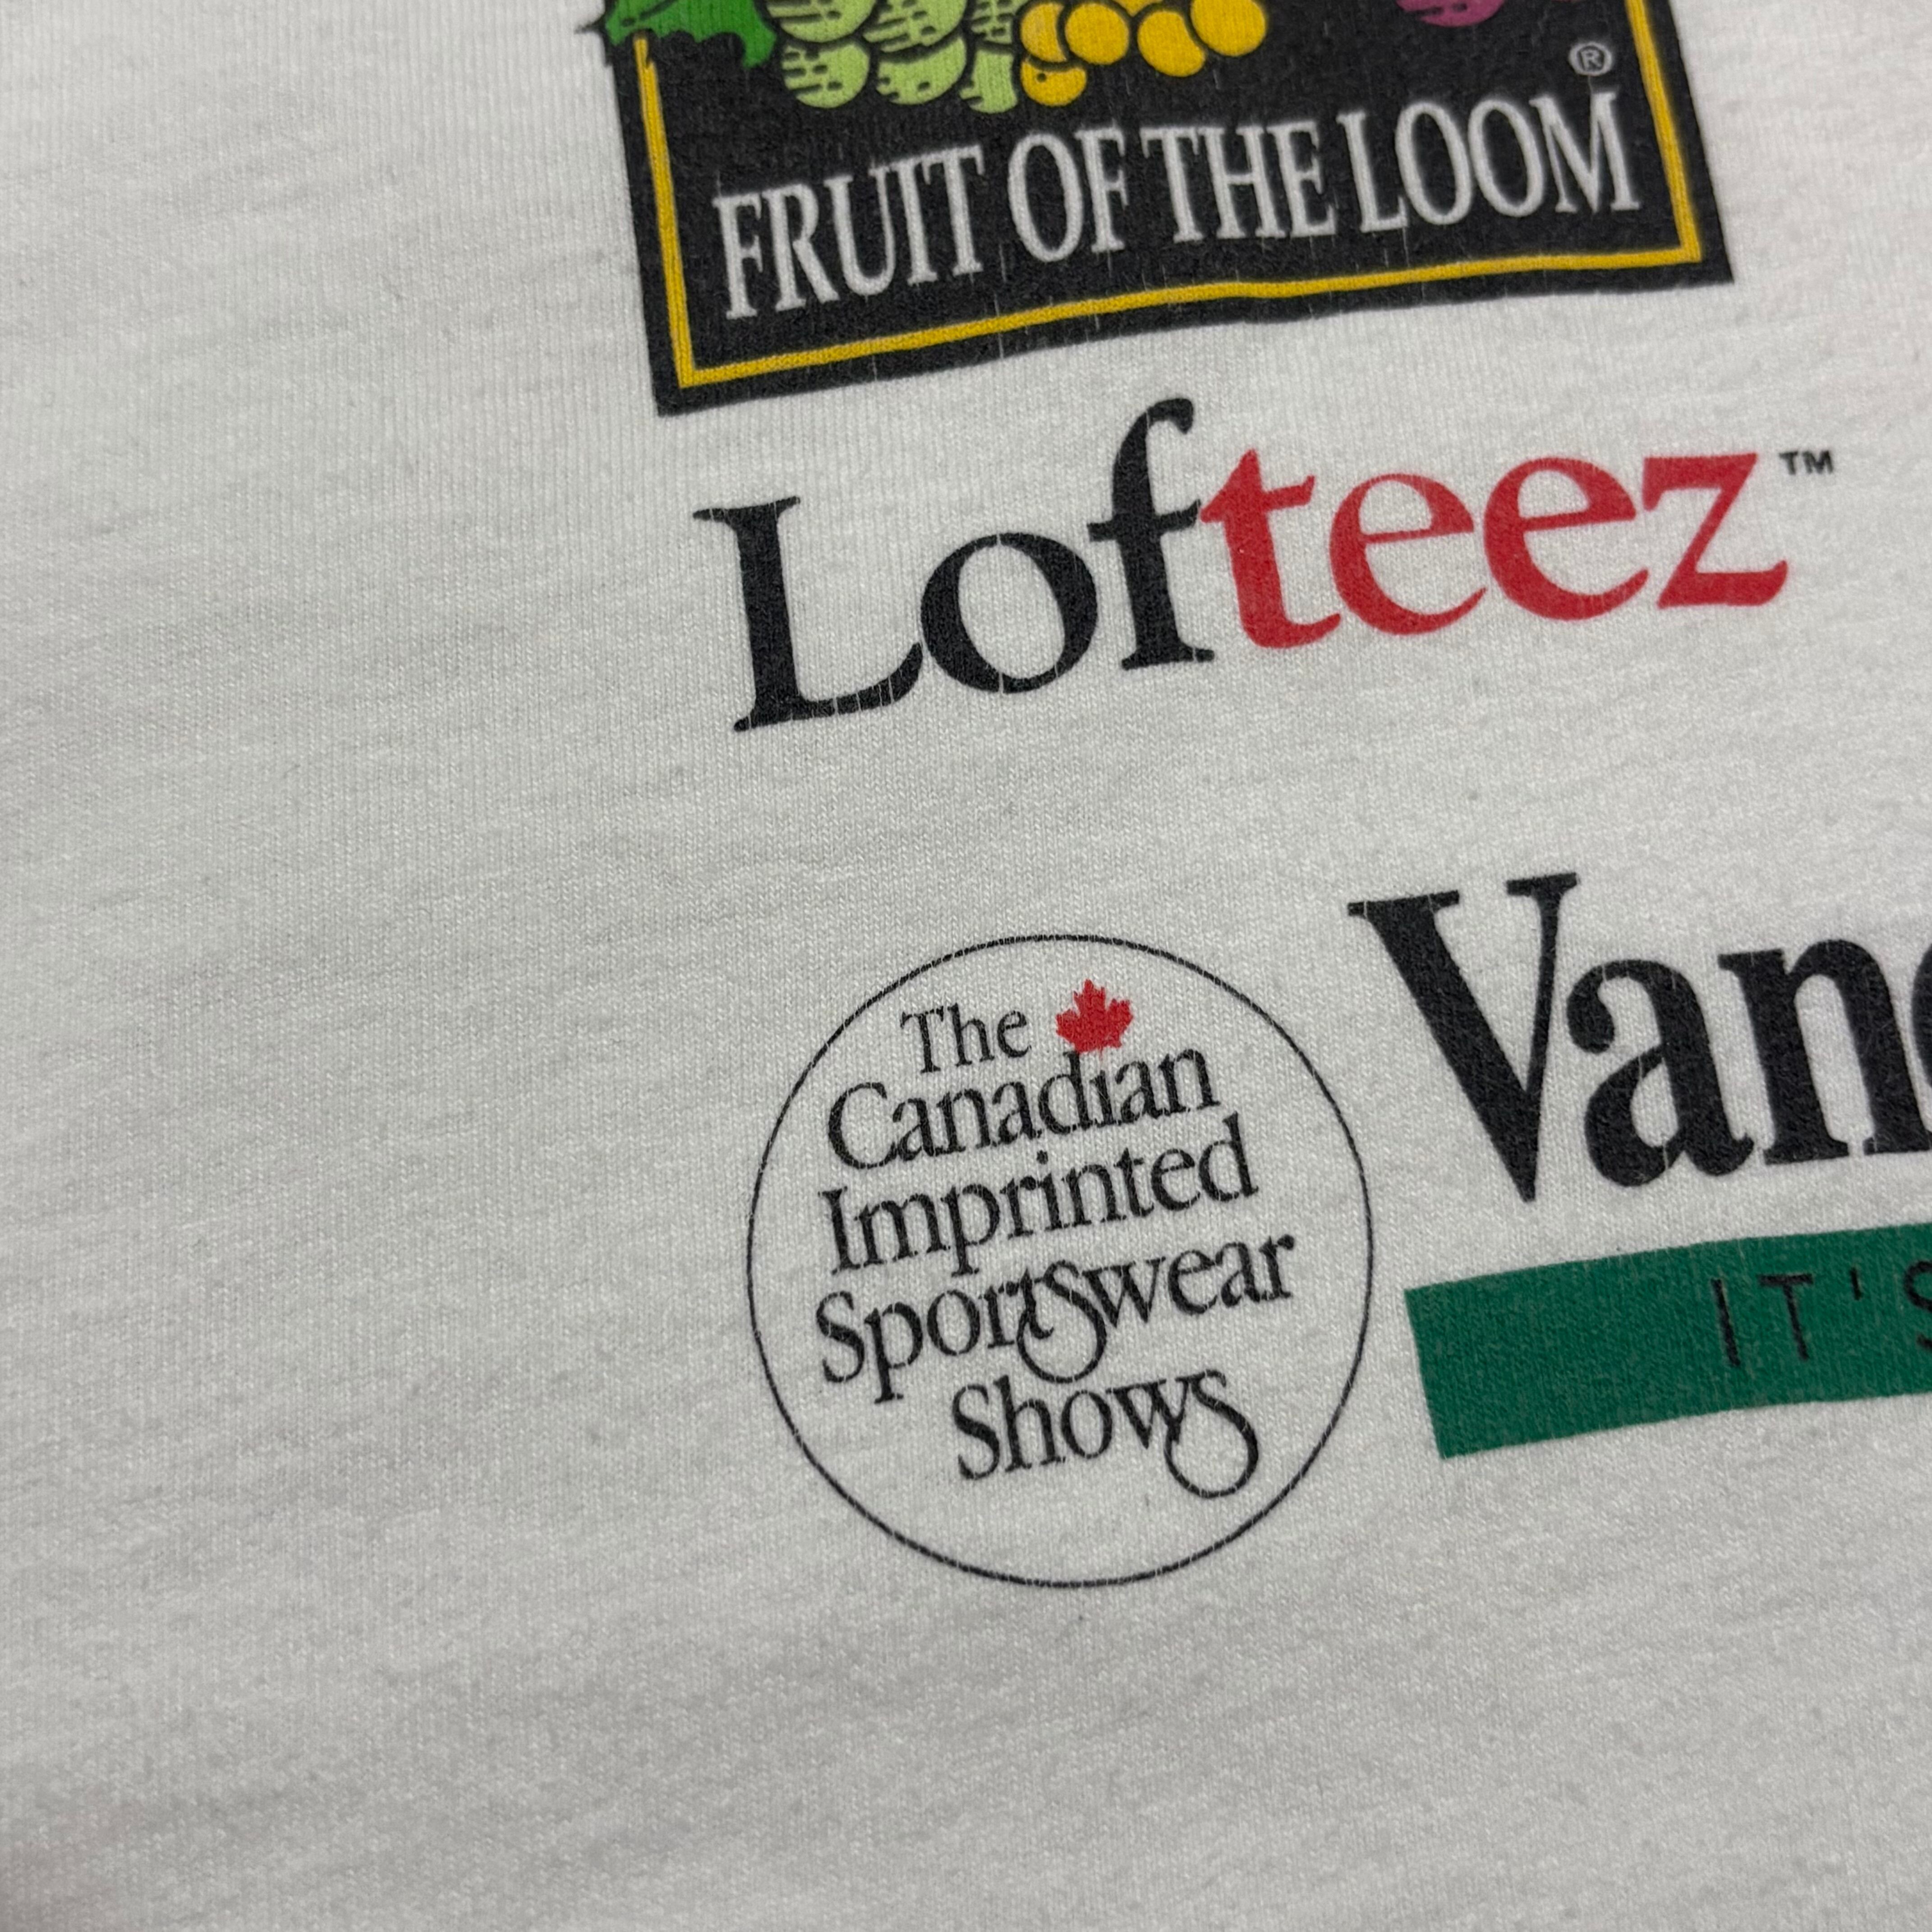 ®
FRUIT OF THE LOOM
Lofteez™
The
Canadian
Imprinted
Sportswear
Shows